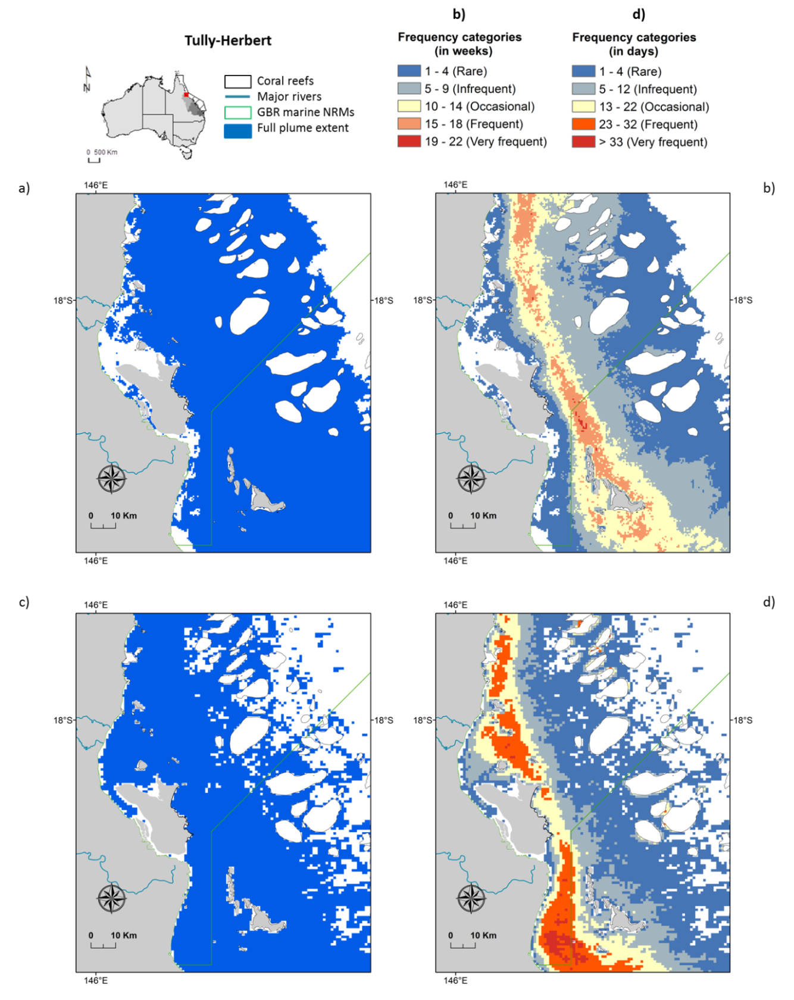 b)
d)
Tully-Herbert
Frequency categories
(in weeks)
Frequency categories
(in days)
N
Coral reefs
Major rivers
GBR marine NRMs
Full plume extent
0 500 Km
1 - 4 (Rare)
5 - 9 (Infrequent)
10 - 14 (Occasional)
15 - 18 (Frequent)
19 - 22 (Very frequent)
1 - 4 (Rare)
5 - 12 (Infrequent)
13 - 22 (Occasional)
23 - 32 (Frequent)
> 33 (Very frequent)
a)
146°E
146°E
b)
18°S
18°S
18°S
0 10 Km
0 10 Km
146°E
146°E
c)
146°E
146°E
d)
18°S
18°S
18°S
0 10 Km
0 10 Km
146°E
146°E